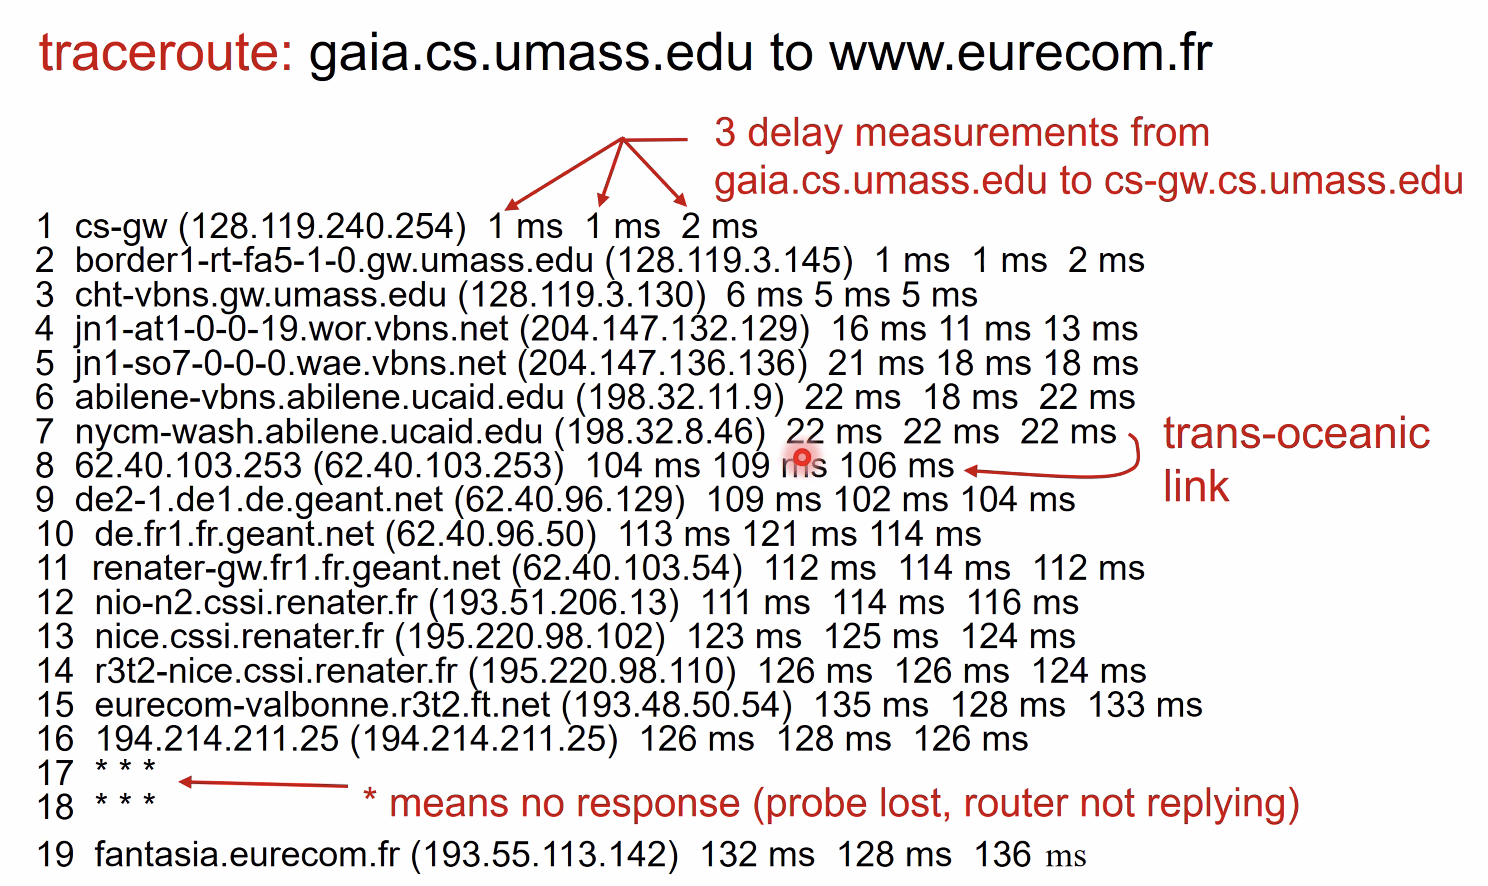 traceroute: gaia.cs.umass.edu to www.eurecom.fr
3 delay measurements from
gaia.cs.umass.edu to cs-gw.cs.umass.edu
1 cs-gw (128.119.240.254) 1 ms 1 ms 2 ms
2 border1-rt-fa5-1-0.gw.umass.edu (128.119.3.145) 1 ms 1 ms 2 ms
3 cht-vbns.gw.umass.edu (128.119.3.130) 6 ms 5 ms 5 ms
4 jn1-at1-0-0-19.wor.vbns.net (204.147.132.129) 16 ms 11 ms 13 ms
5 jn1-so7-0-0-0.wae.vbns.net (204.147.136.136) 21 ms 18 ms 18 ms
6 abilene-vbns.abilene.ucaid.edu (198.32.11.9) 22 ms 18 ms 22 ms
7 nycm-wash.abilene.ucaid.edu (198.32.8.46) 22 ms 22 ms 22 ms
trans-oceanic
link
8 62.40.103.253 (62.40.103.253) 104 ms 109 ms 106 ms
9 de2-1.de1.de.geant.net (62.40.96.129) 109 ms 102 ms 104 ms
10 de.fr1.fr.geant.net (62.40.96.50) 113 ms 121 ms 114 ms
11 renater-gw.fr1.fr.geant.net (62.40.103.54) 112 ms 114 ms 112 ms
12 nio-n2.cssi.renater.fr (193.51.206.13) 111 ms 114 ms 116 ms
13 nice.cssi.renater.fr (195.220.98.102) 123 ms 125 ms 124 ms
14 r3t2-nice.cssi.renater.fr (195.220.98.110) 126 ms 126 ms 124 ms
15 eurecom-valbonne.r3t2.ft.net (193.48.50.54) 135 ms 128 ms 133 ms
16 194.214.211.25 (194.214.211.25) 126 ms 128 ms 126 ms
17 * * *
18 * * *
* means no response (probe lost, router not replying)
19 fantasia.eurecom.fr (193.55.113.142) 132 ms 128 ms 136 ms